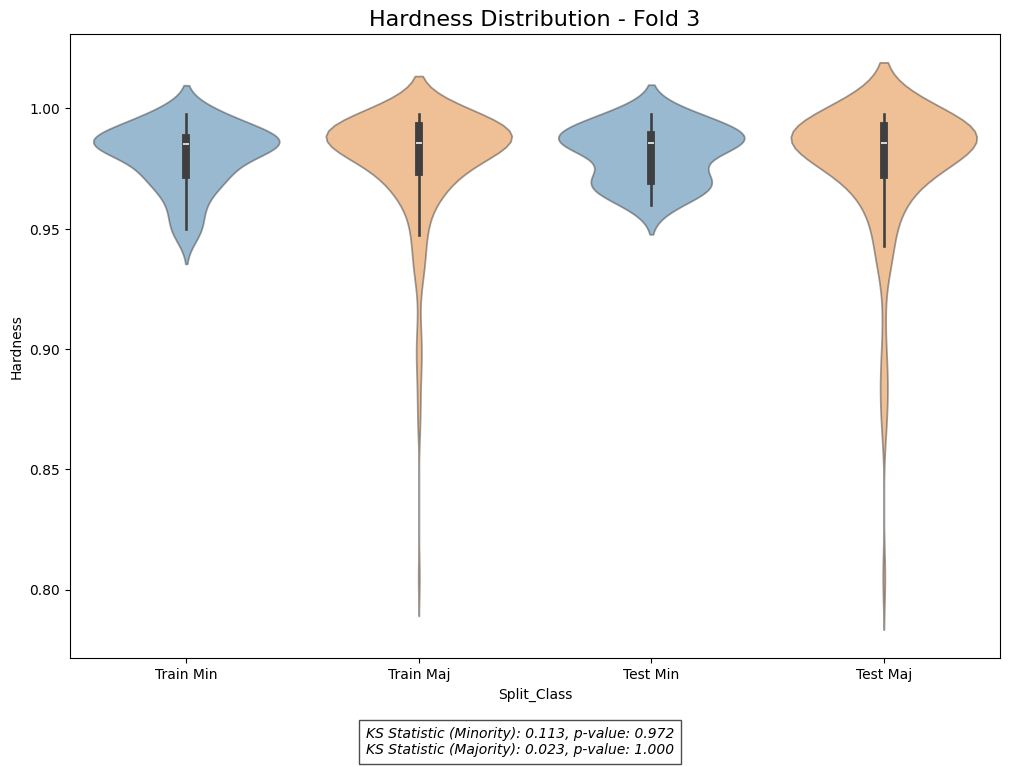 Hardness Distribution - Fold 3
1.00
0.95
0.90
0.85
0.80
Hardness
Train Min
Train Maj
Test Min
Test Maj
Split_Class
KS Statistic (Minority): 0.113, p-value: 0.972
KS Statistic (Majority): 0.023, p-value: 1.000